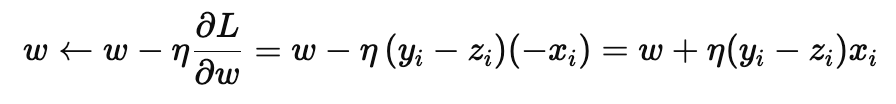 w ← w − η ∂L/∂w = w − η (yᵢ − zᵢ)(−xᵢ) = w + η(yᵢ − zᵢ)xᵢ